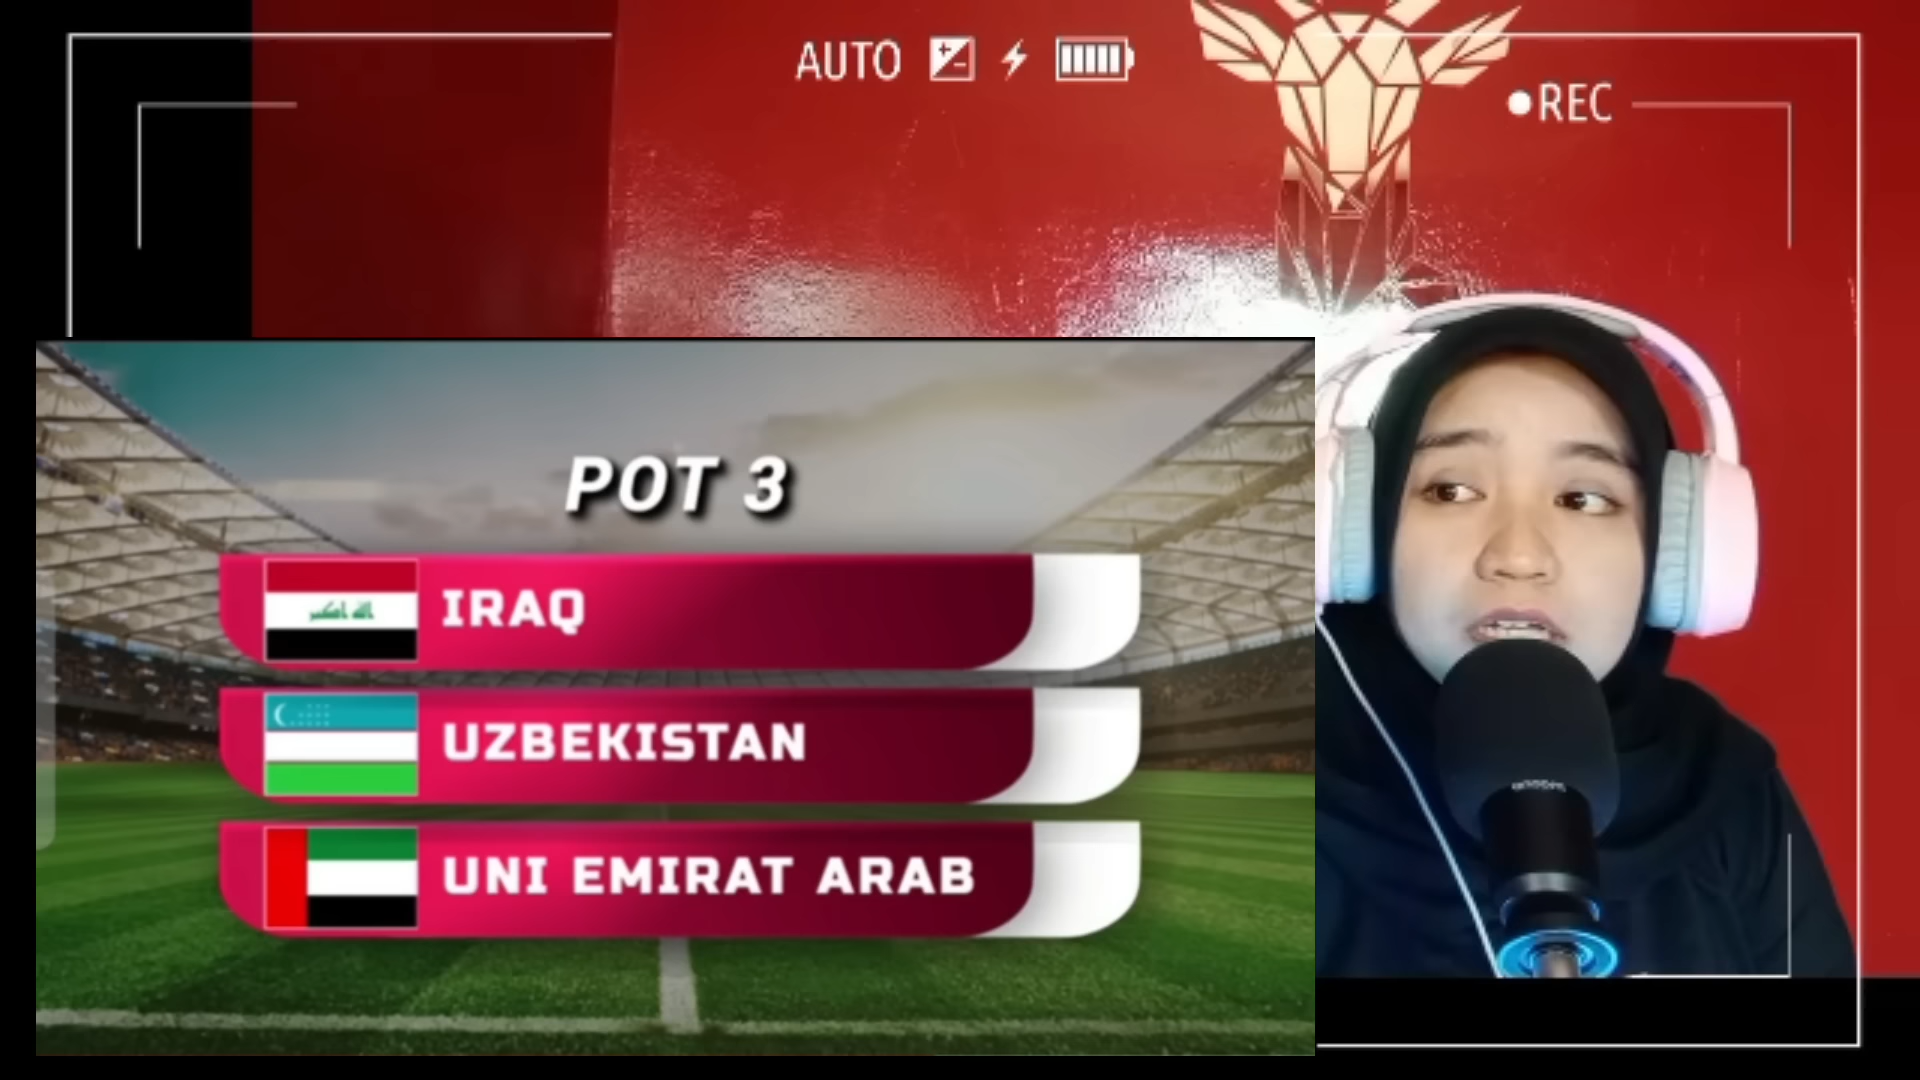 AUTO
REC
POT 3
IRAQ
UZBEKISTAN
UNI EMIRAT ARAB